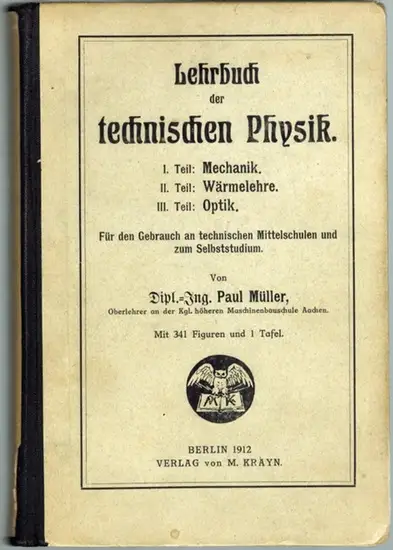 Lehrbuch
der
technischen Physik.
I. Teil: Mechanik.
II. Teil: Wärmelehre.
III. Teil: Optik.
Für den Gebrauch an technischen Mittelschulen und
zum Selbststudium.
Von
Dipl.=Ing. Paul Müller,
Oberlehrer an der Kgl. höheren Maschinenbauschule Aachen.
Mit 341 Figuren und 1 Tafel.
M K
BERLIN 1912
VERLAG von M. KRAYN.